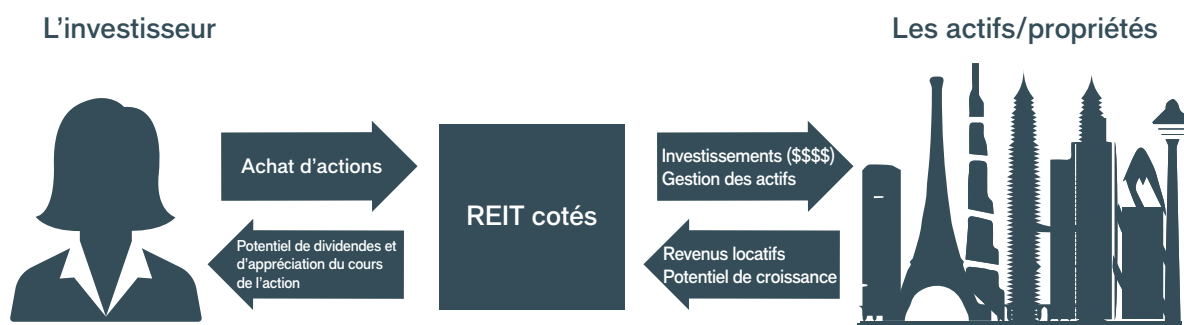 L’investisseur
Les actifs/propriétés
Achat d’actions
Potentiel de dividendes et
d’appréciation du cours
de l’action
REIT cotés
Investissements ($$$$)
Gestion des actifs
Revenus locatifs
Potentiel de croissance